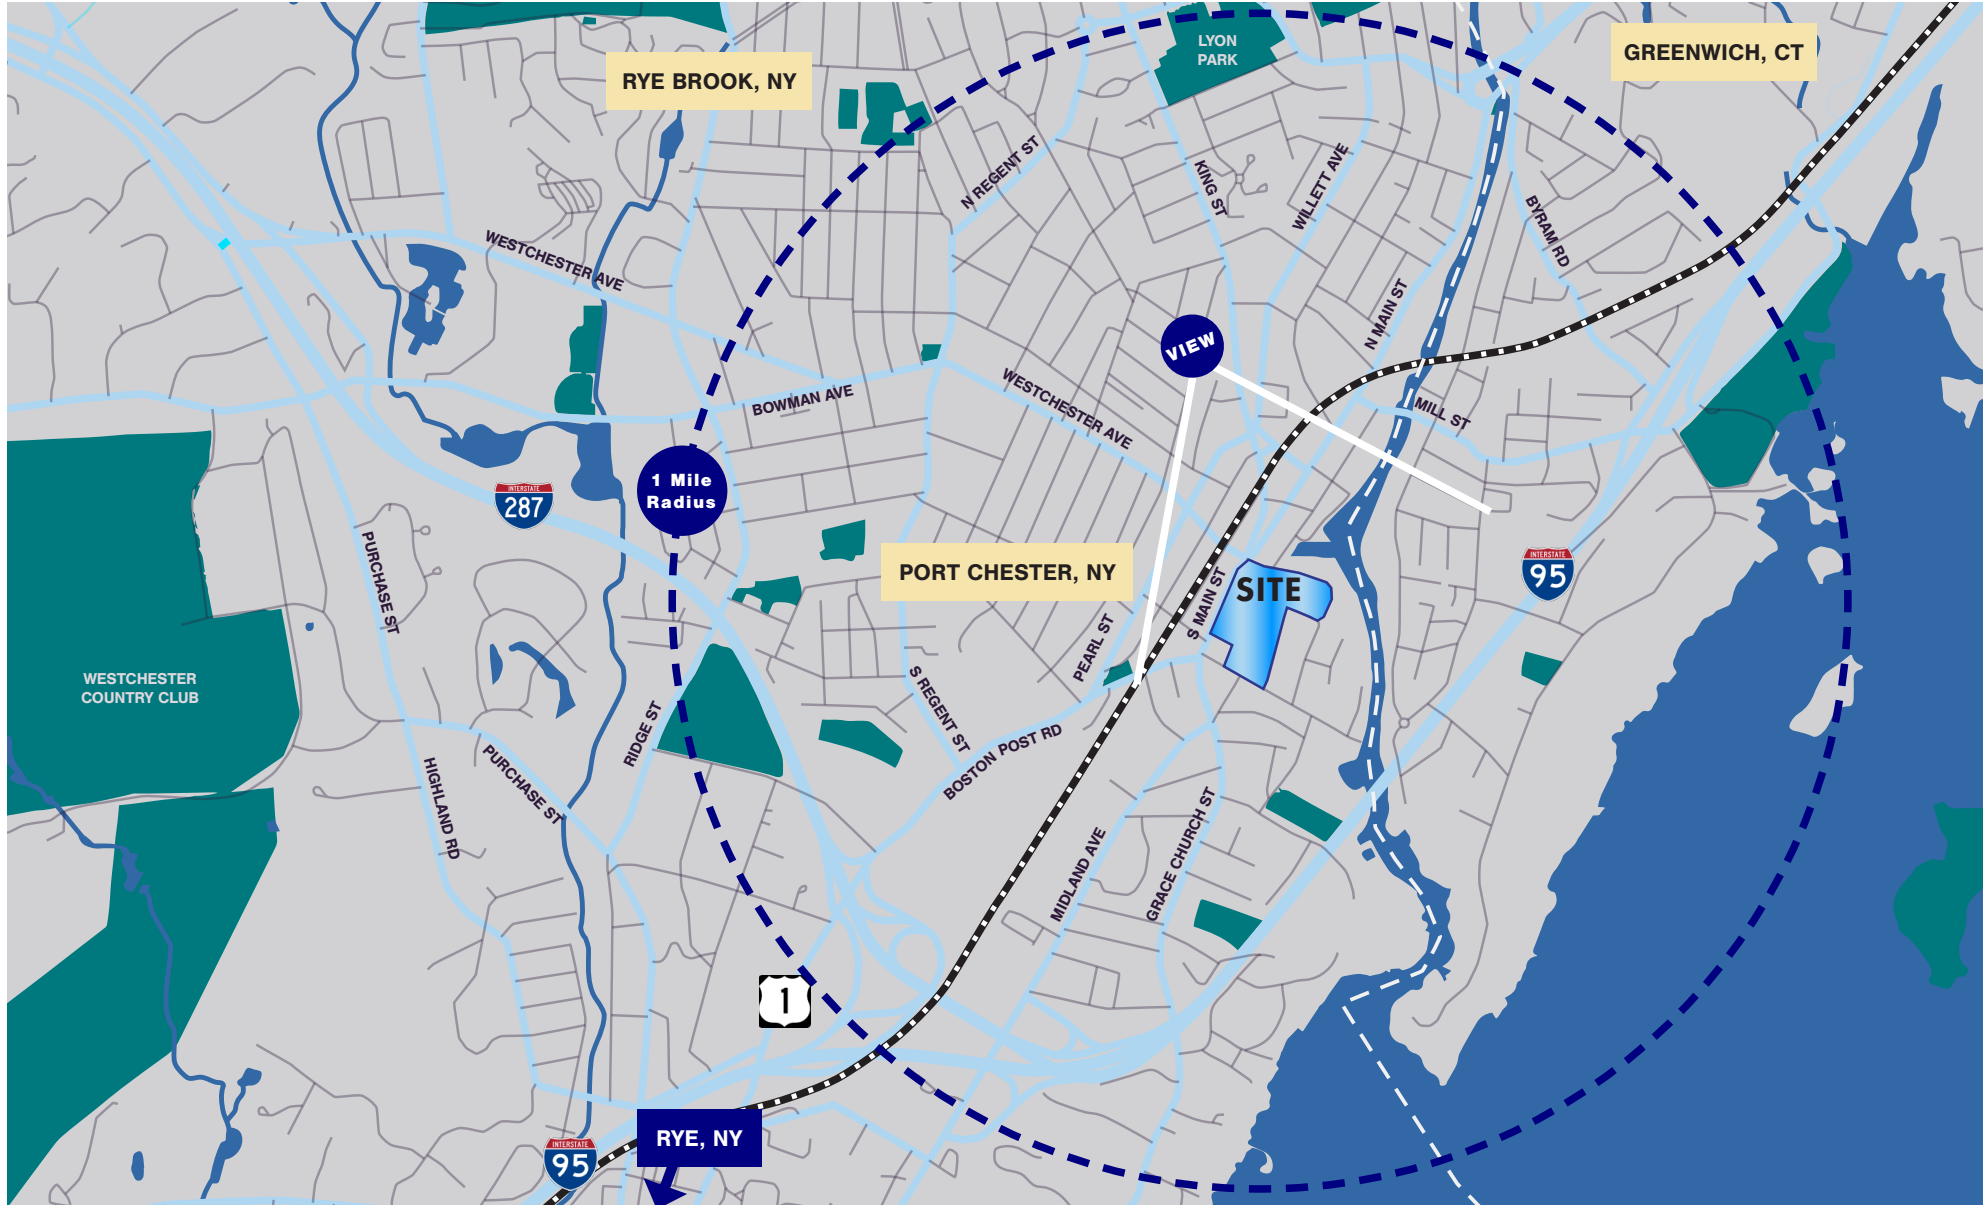 LYON
PARK
GREENWICH, CT
RYE BROOK, NY
N REGENT ST
KING ST
WILLETT AVE
BYRAM RD
WESTCHESTER AVE
N MAIN ST
VIEW
WESTCHESTER AVE
BOWMAN AVE
MILL ST
1 Mile
Radius
INTERSTATE
287
PURCHASE ST
PORT CHESTER, NY
INTERSTATE
95
SITE
S MAIN ST
PEARL ST
WESTCHESTER
COUNTRY CLUB
S REGENT ST
RIDGE ST
BOSTON POST RD
PURCHASE ST
HIGHLAND RD
MIDLAND AVE
GRACE CHURCH ST
1
RYE, NY
INTERSTATE
95